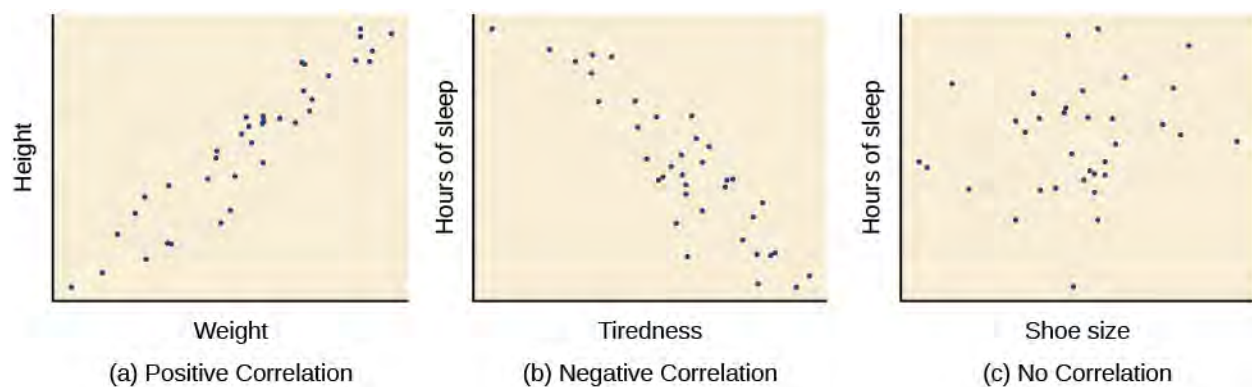 Height
Weight
(a) Positive Correlation
Hours of sleep
Tiredness
(b) Negative Correlation
Hours of sleep
Shoe size
(c) No Correlation